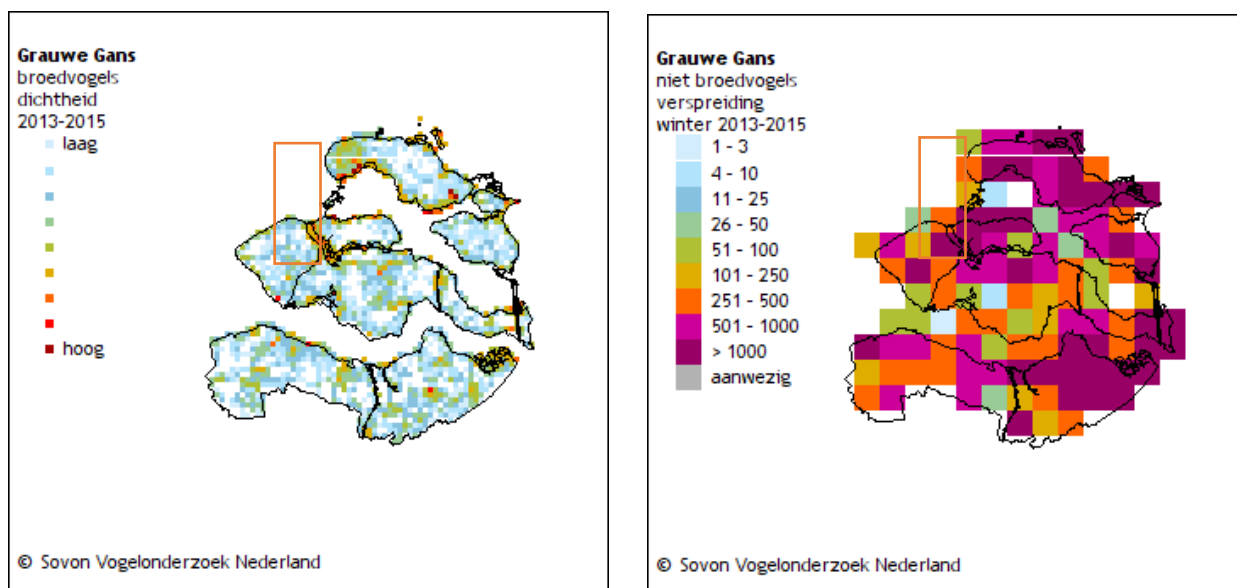 Grauwe Gans
broedvogels
dichtheid
2013-2015
laag
hoog
© Sovon Vogelonderzoek Nederland
Grauwe Gans
niet broedvogels
verspreiding
winter 2013-2015
1 - 3
4 - 10
11 - 25
26 - 50
51 - 100
101 - 250
251 - 500
501 - 1000
> 1000
aanwezig
© Sovon Vogelonderzoek Nederland